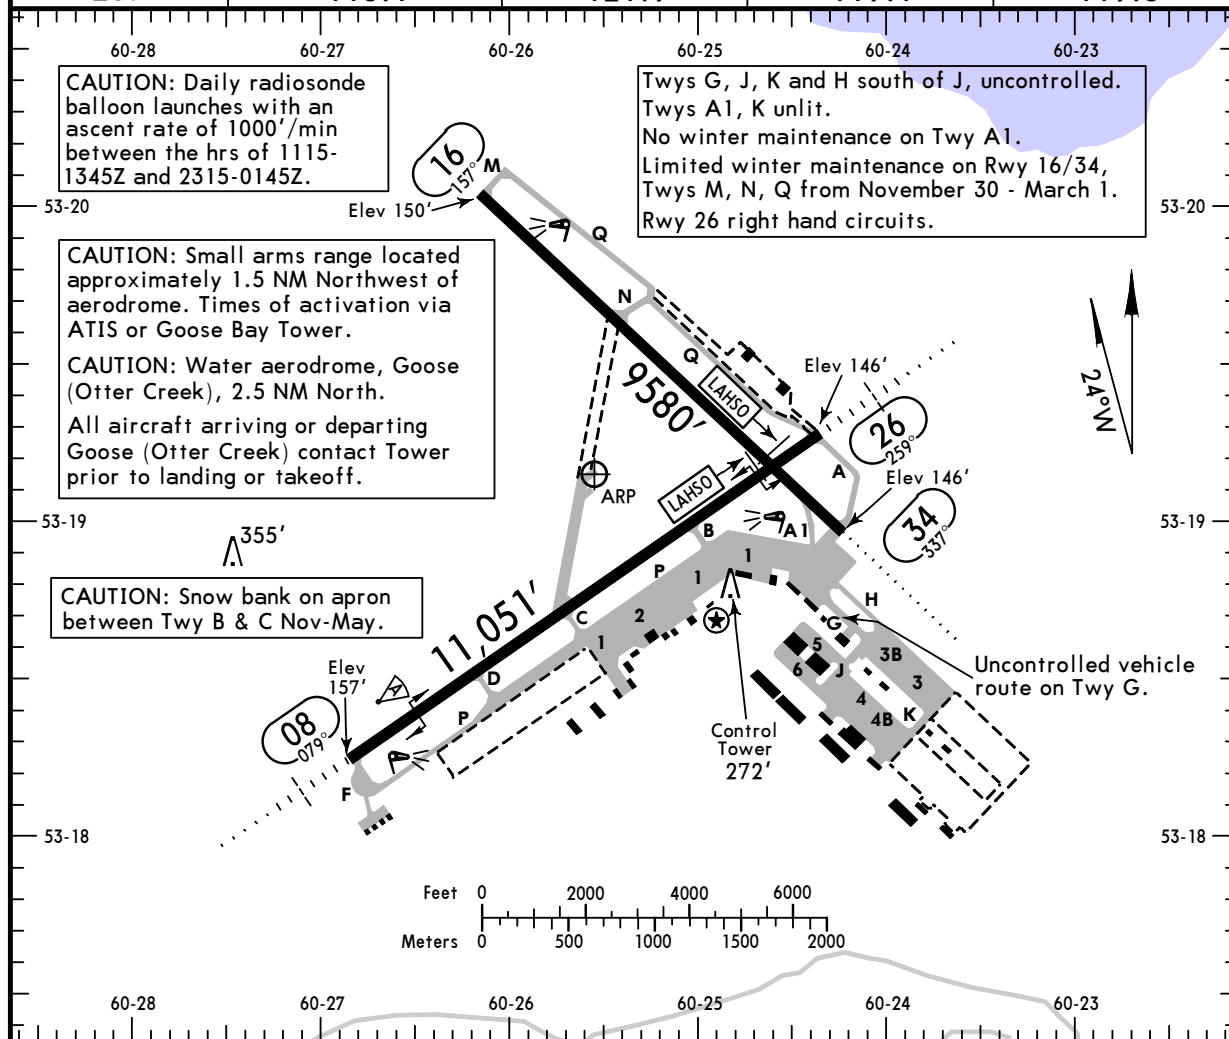 60-28 60-27 60-26 60-25 60-24 60-23
CAUTION: Daily radiosonde
balloon launches with an
ascent rate of 1000'/min
between the hrs of 1115-
1345Z and 2315-0145Z.
Twys G, J, K and H south of J, uncontrolled.
Twys A1, K unlit.
No winter maintenance on Twy A1.
Limited winter maintenance on Rwy 16/34,
Twys M, N, Q from November 30 - March 1.
Rwy 26 right hand circuits.
16
157°
M
53-20
Elev 150'
53-20
Q
CAUTION: Small arms range located
approximately 1.5 NM Northwest of
aerodrome. Times of activation via
ATIS or Goose Bay Tower.
CAUTION: Water aerodrome, Goose
(Otter Creek), 2.5 NM North.
All aircraft arriving or departing
Goose (Otter Creek) contact Tower
prior to landing or takeoff.
N
Q
9580'
LAHSO
Elev 146'
24°W
26
259°
A
Elev 146'
LAHSO
ARP
34
337°
53-19
53-19
355'
B
A1
1
P
1
CAUTION: Snow bank on apron
between Twy B & C Nov-May.
11,051'
C
2
1
H
G
5
3B
6
J
3
4
4B
K
Uncontrolled vehicle
route on Twy G.
Elev
157'
A
D
P
08
079°
F
Control
Tower
272'
53-18
53-18
Feet 0 2000 4000 6000
Meters 0 500 1000 1500 2000
60-28 60-27 60-26 60-25 60-24 60-23